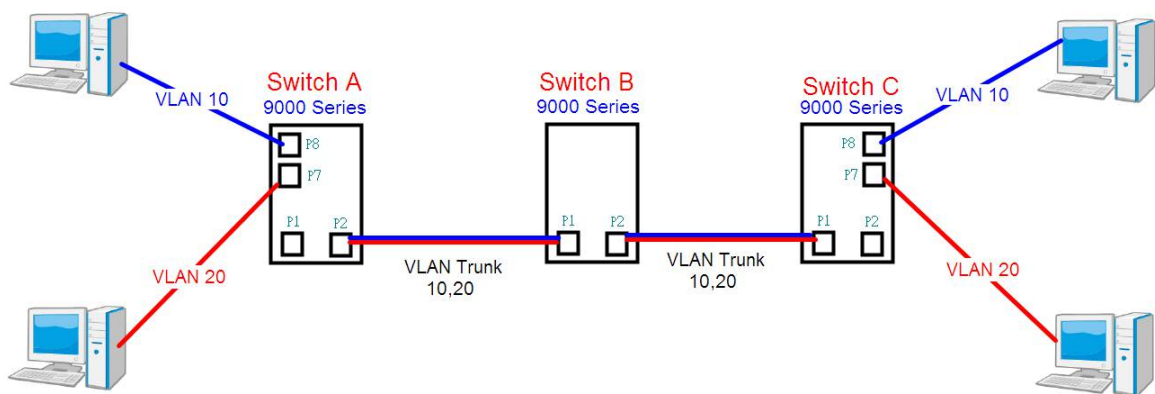 Switch A
9000 Series
Switch B
9000 Series
Switch C
9000 Series
VLAN 10
VLAN 10
P8
P7
P1
P2
P1
P2
P8
P7
P1
P2
VLAN 20
VLAN Trunk
10,20
VLAN Trunk
10,20
VLAN 20